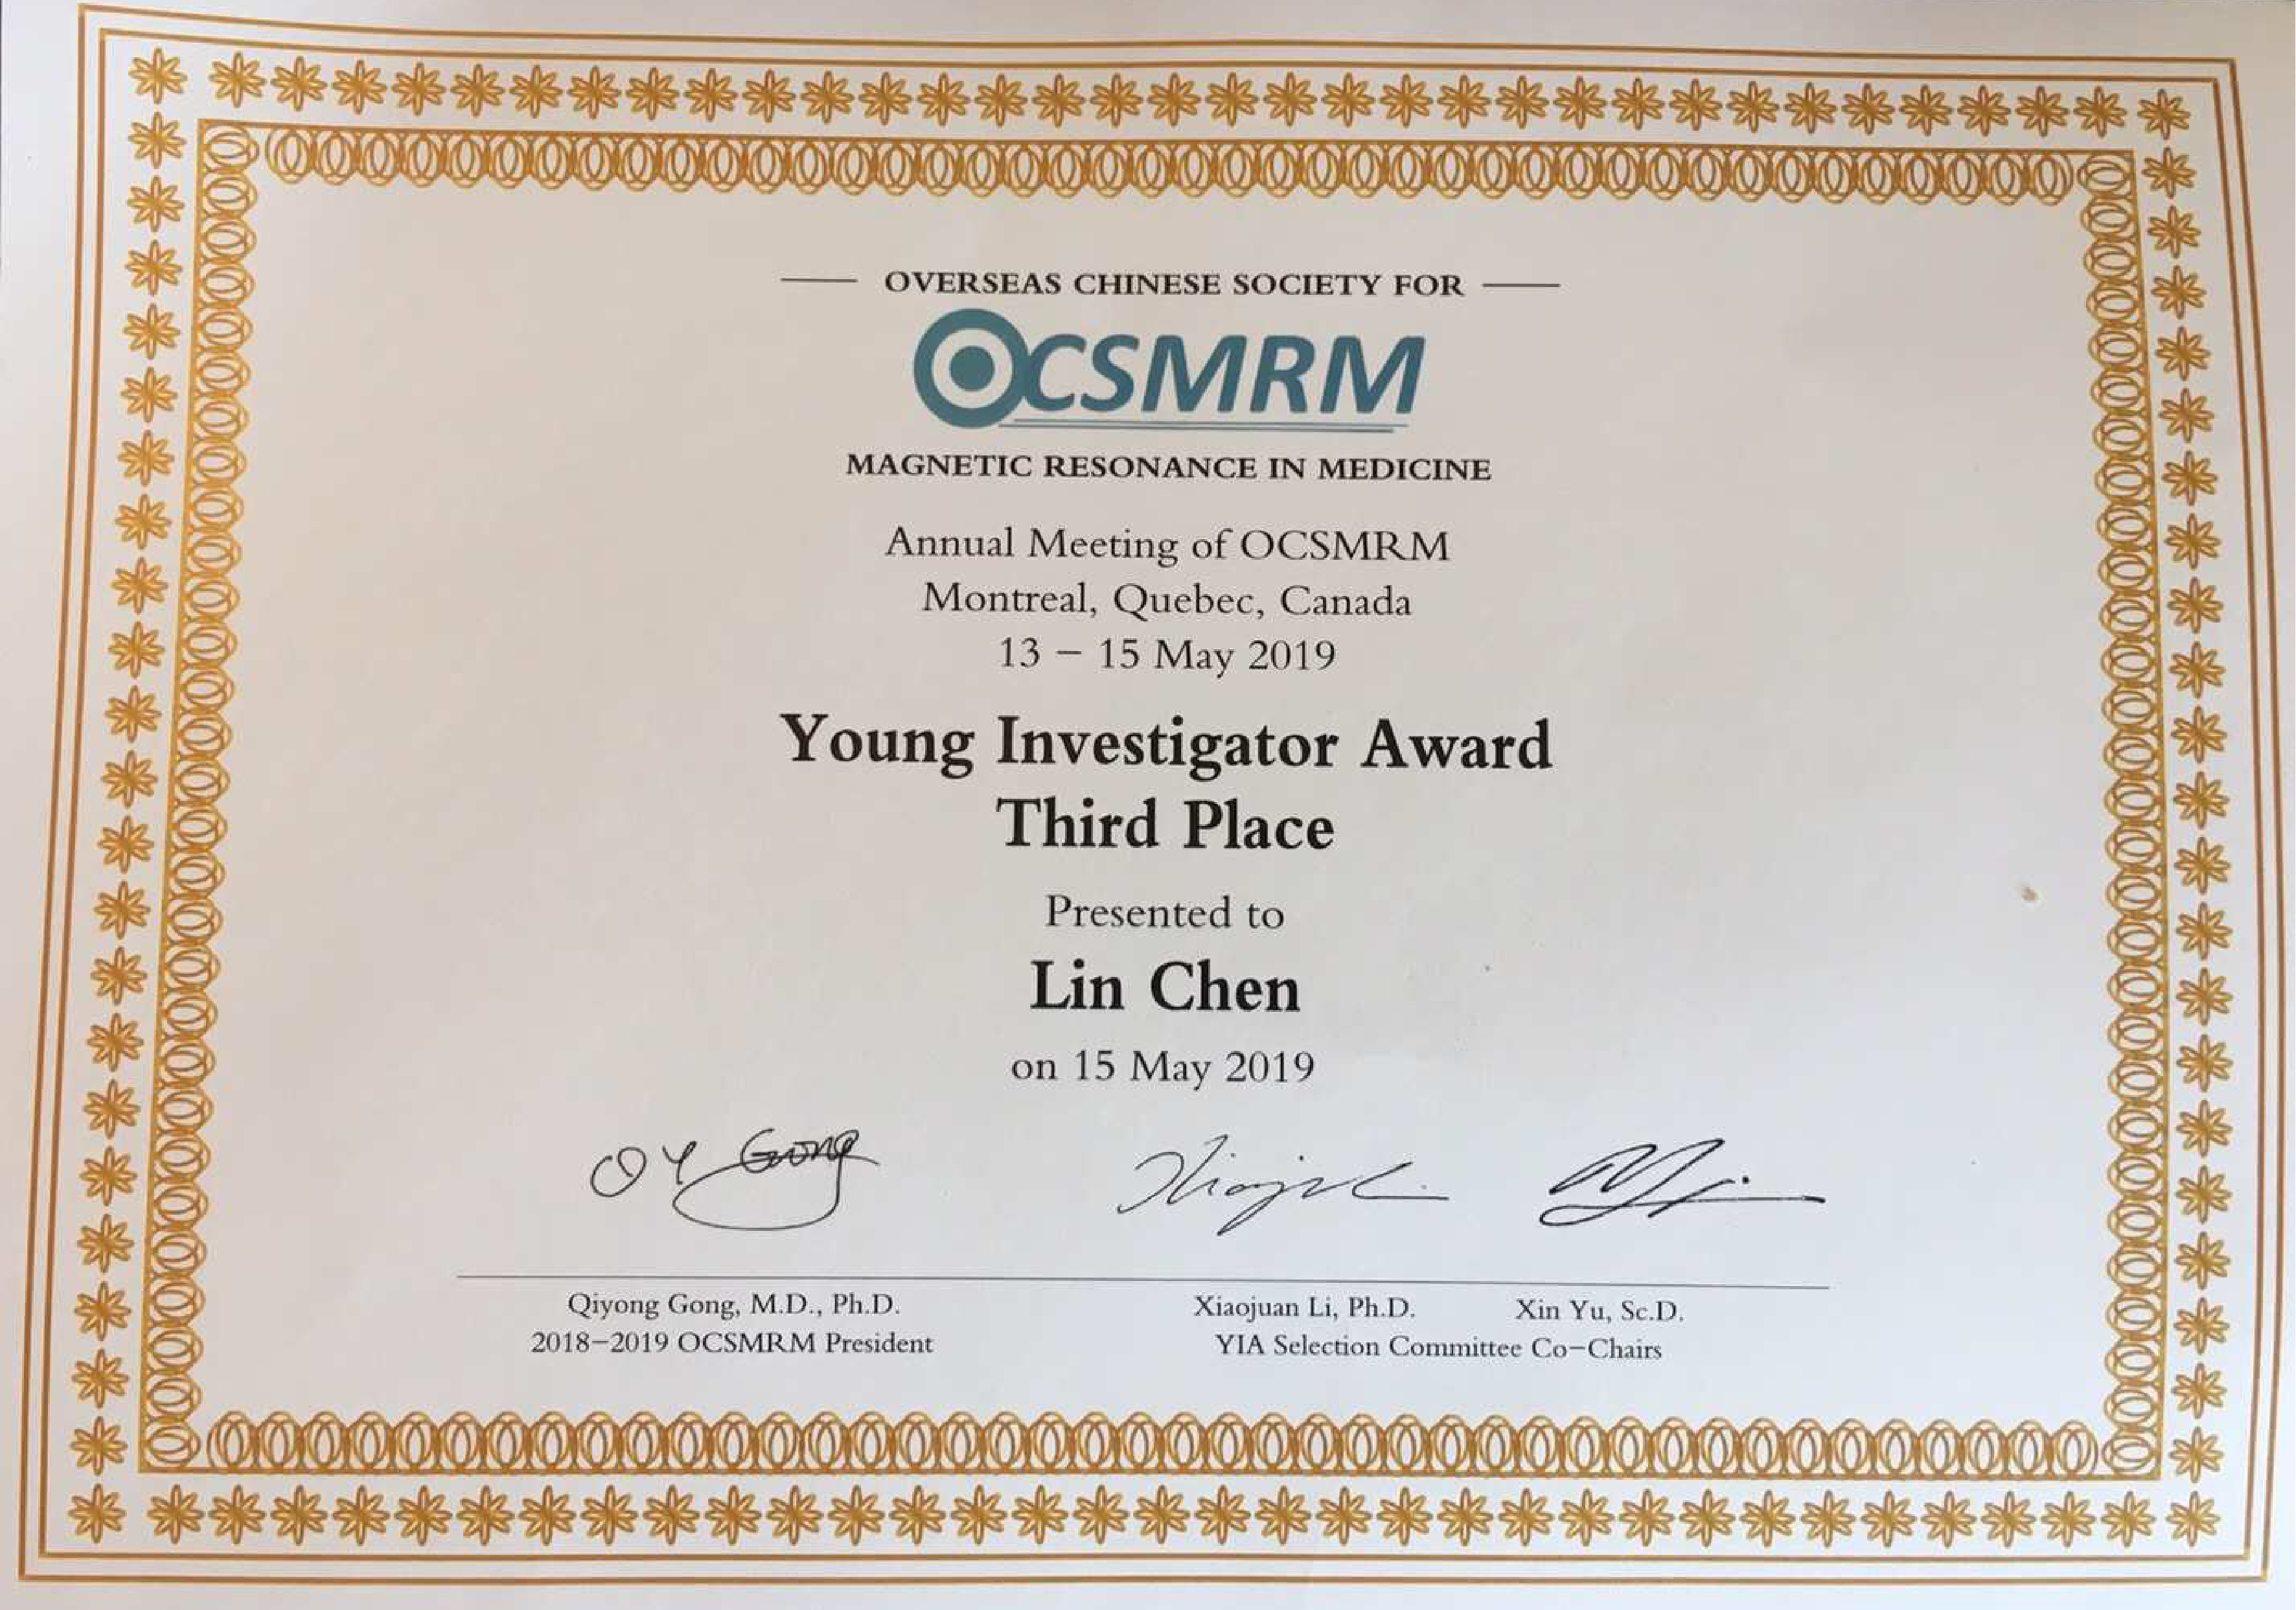 OVERSEAS CHINESE SOCIETY FOR
OCSMRM
MAGNETIC RESONANCE IN MEDICINE
Annual Meeting of OCSMRM
Montreal, Quebec, Canada
13 – 15 May 2019
Young Investigator Award
Third Place
Presented to
Lin Chen
on 15 May 2019
QY Gong
Qiyong Gong, M.D., Ph.D.
2018–2019 OCSMRM President
Xiaojuan Li, Ph.D. Xin Yu, Sc.D.
YIA Selection Committee Co–Chairs